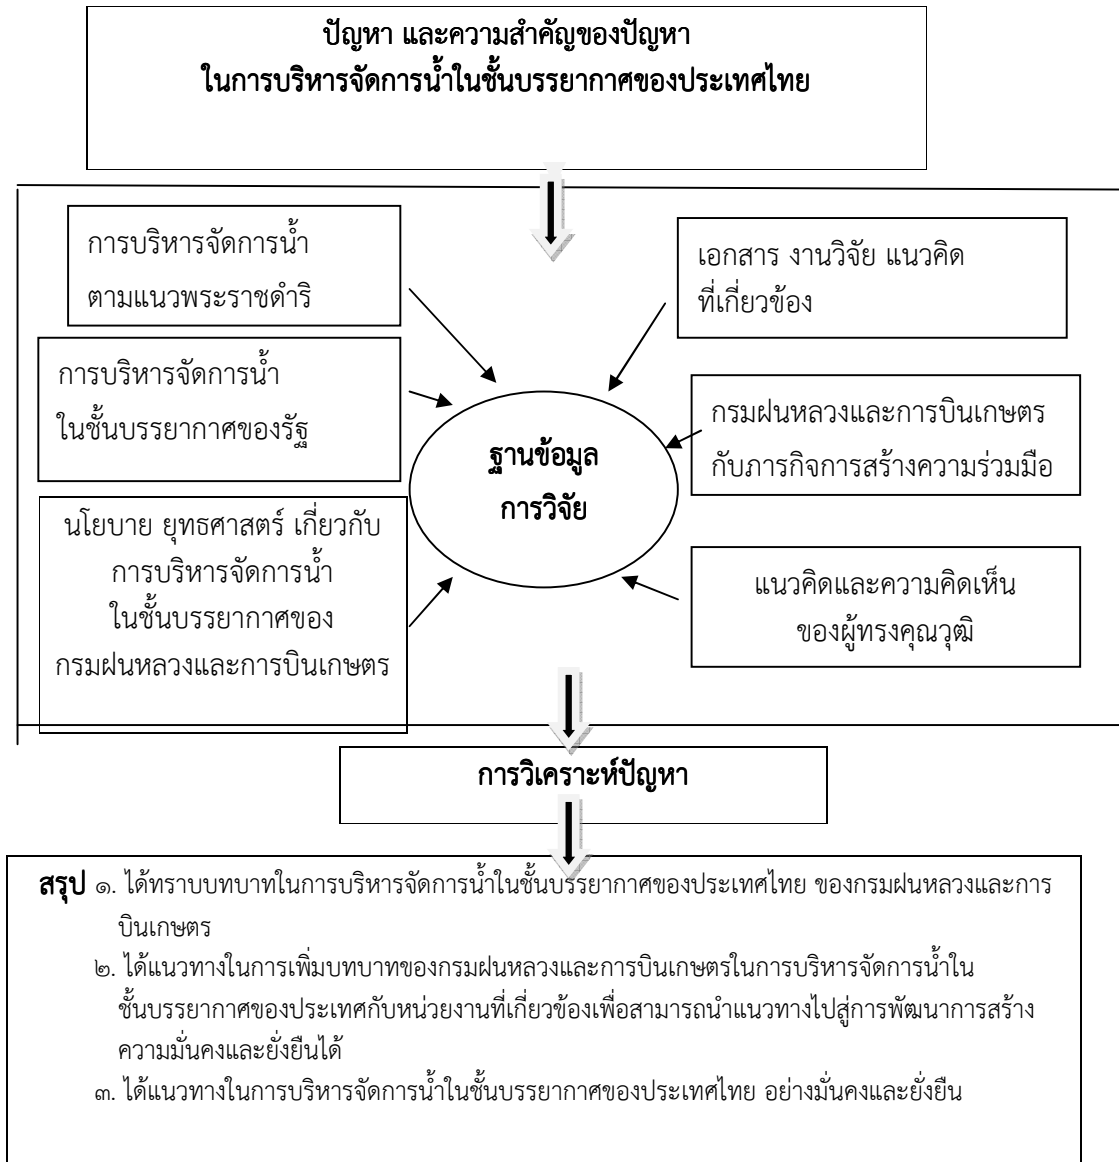 ปัญหา และความสำคัญของปัญหา
ในการบริหารจัดการน้ำในชั้นบรรยากาศของประเทศไทย
การบริหารจัดการน้ำ
ตามแนวพระราชดำริ
เอกสาร งานวิจัย แนวคิด
ที่เกี่ยวข้อง
การบริหารจัดการน้ำ
ในชั้นบรรยากาศของรัฐ
กรมฝนหลวงและการบินเกษตร
กับภารกิจการสร้างความร่วมมือ
ฐานข้อมูล
การวิจัย
นโยบาย ยุทธศาสตร์ เกี่ยวกับ
การบริหารจัดการน้ำ
ในชั้นบรรยากาศของ
กรมฝนหลวงและการบินเกษตร
แนวคิดและความคิดเห็น
ของผู้ทรงคุณวุฒิ
การวิเคราะห์ปัญหา
สรุป ๑. ได้ทราบบทบาทในการบริหารจัดการน้ำในชั้นบรรยากาศของประเทศไทย ของกรมฝนหลวงและการ
บินเกษตร
๒. ได้แนวทางในการเพิ่มบทบาทของกรมฝนหลวงและการบินเกษตรในการบริหารจัดการน้ำใน
ชั้นบรรยากาศของประเทศกับหน่วยงานที่เกี่ยวข้องเพื่อสามารถนำแนวทางไปสู่การพัฒนาการสร้าง
ความมั่นคงและยั่งยืนได้
๓. ได้แนวทางในการบริหารจัดการน้ำในชั้นบรรยากาศของประเทศไทย อย่างมั่นคงและยั่งยืน